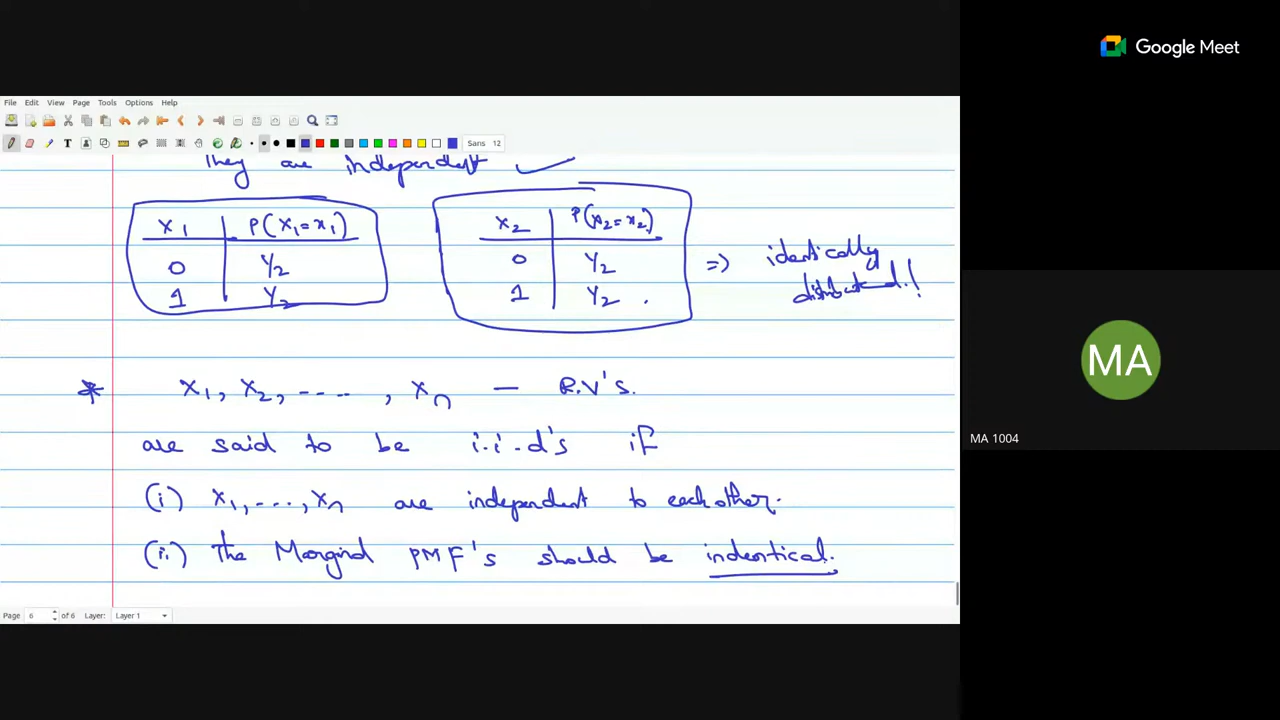 Google Meet
File Edit View Page Tools Options Help
Sans 12
They are independent
X1 P(X1=x1) X2 P(X2=x2)
0 1/2 0 1/2 => identically
1 1/2 1 1/2 . distributed.!
* X1, X2, ---- , Xn — R.V's.
are said to be i.i.d's if
(i) X1, ..., Xn are independent to each other.
(ii) The Marginal PMF's should be indentical.
MA
MA 1004
Page 6 of 6 Layer: Layer 1